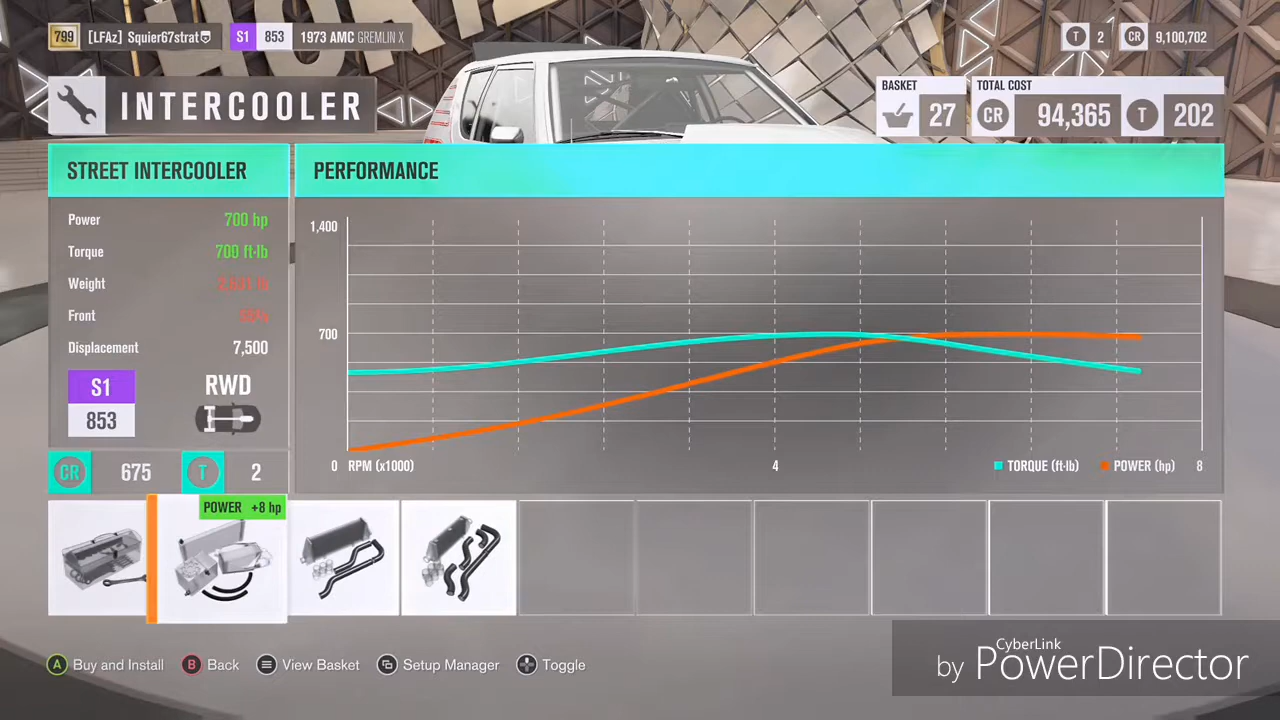 799 [LFAz] Squier67strat S1 853 1973 AMC GREMLIN X
T 2 CR 9,100,702
INTERCOOLER
BASKET
27
TOTAL COST
CR 94,365 T 202
STREET INTERCOOLER
Power 700 hp
Torque 700 ft·lb
Weight
Front
Displacement 7,500
S1
853
RWD
CR 675 T 2
PERFORMANCE
1,400
700
0 RPM (x1000) 4 TORQUE (ft·lb) POWER (hp) 8
POWER +8 hp
A Buy and Install B Back View Basket Setup Manager Toggle
CyberLink
by PowerDirector